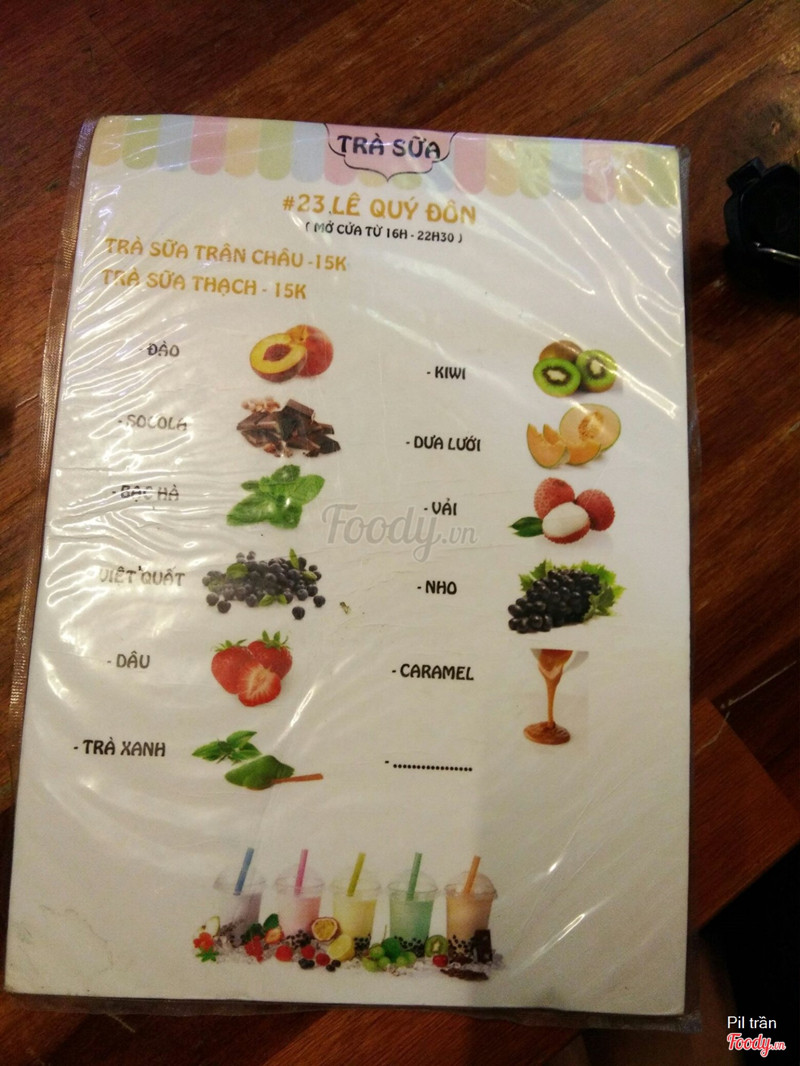 TRÀ SỮA
#23 LÊ QUÝ ĐÔN
( MỞ CỬA TỪ 16H - 22H30 )
TRÀ SỮA TRÂN CHÂU -15K
TRÀ SỮA THẠCH - 15K
ĐÀO
- SOCOLA
- BẠC HÀ
VIỆT QUẤT
- DÂU
- TRÀ XANH
- KIWI
- DƯA LƯỚI
- VẢI
- NHO
- CARAMEL
- .................
Foody.vn
Pil trần
Foody.vn